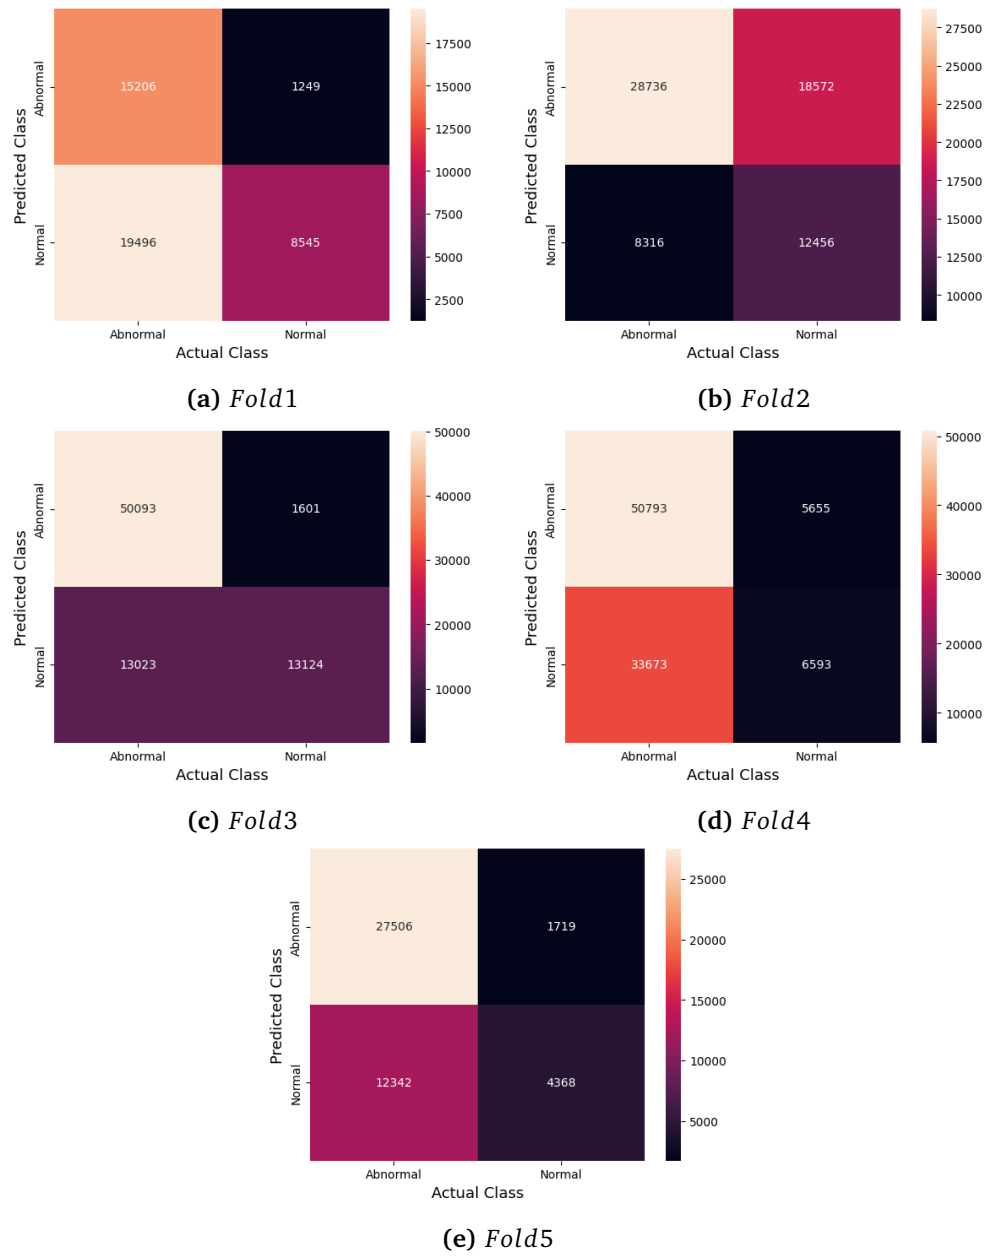 Predicted Class
Abnormal
Normal
15206 1249
19496 8545
Abnormal Normal
Actual Class
17500
15000
12500
10000
7500
5000
2500
(a) Fold1
Predicted Class
Abnormal
Normal
28736 18572
8316 12456
Abnormal Normal
Actual Class
27500
25000
22500
20000
17500
15000
12500
10000
(b) Fold2
Predicted Class
Abnormal
Normal
50093 1601
13023 13124
Abnormal Normal
Actual Class
50000
40000
30000
20000
10000
(c) Fold3
Predicted Class
Abnormal
Normal
50793 5655
33673 6593
Abnormal Normal
Actual Class
50000
40000
30000
20000
10000
(d) Fold4
Predicted Class
Abnormal
Normal
27506 1719
12342 4368
Abnormal Normal
Actual Class
25000
20000
15000
10000
5000
(e) Fold5